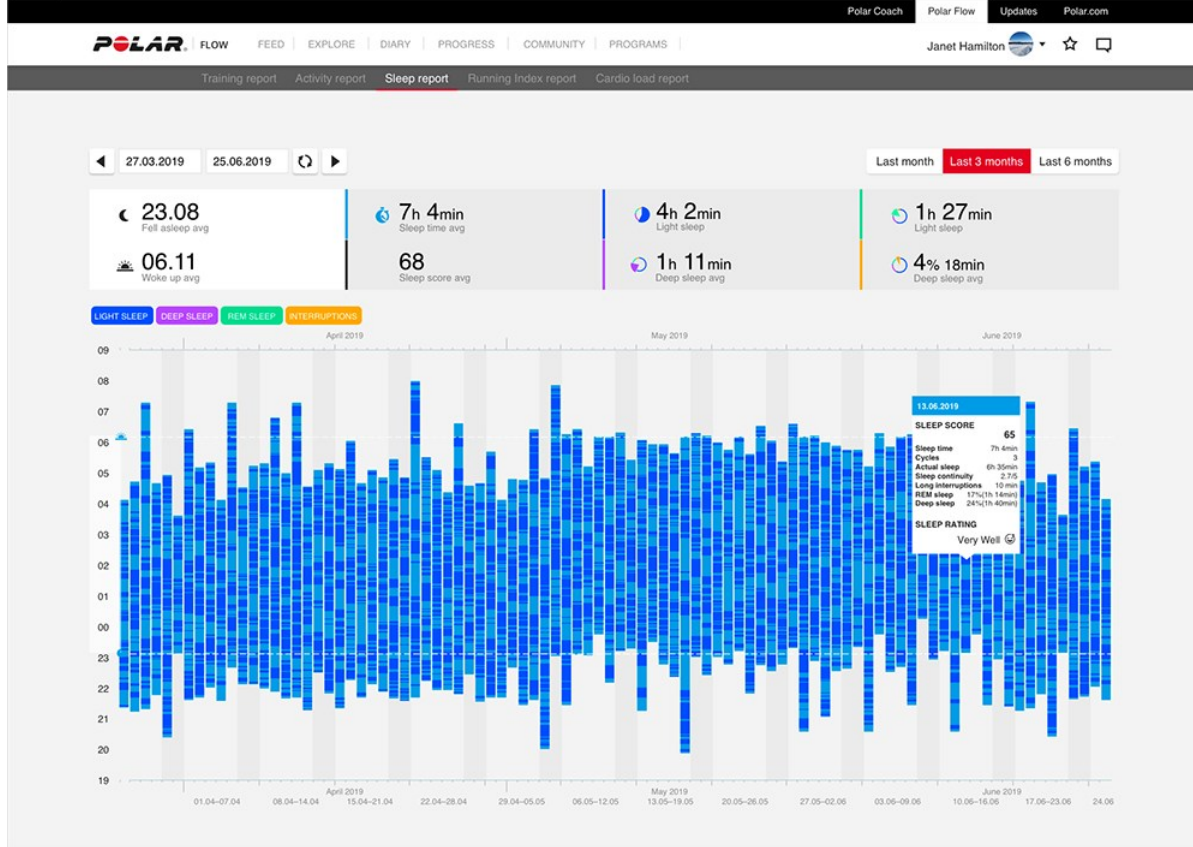 Polar Coach Polar Flow Updates Polar.com
POLAR. FLOW FEED EXPLORE DIARY PROGRESS COMMUNITY PROGRAMS Janet Hamilton
Training report Activity report Sleep report Running Index report Cardio load report
27.03.2019 25.06.2019 Last month Last 3 months Last 6 months
23.08 7h 4min 4h 2min 1h 27min
Fell asleep avg Sleep time avg Light sleep Light sleep
06.11 68 1h 11min 4% 18min
Woke up avg Sleep score avg Deep sleep avg Deep sleep avg
LIGHT SLEEP DEEP SLEEP REM SLEEP INTERRUPTIONS
April 2019 May 2019 June 2019
09
08
07
06
05
04
03
02
01
00
23
22
21
20
19
13.06.2019
SLEEP SCORE
65
Sleep time 7h 4min
Cycles 3
Actual sleep 6h 35min
Sleep continuity 2.7/5
Long interruptions 10 min
REM sleep 17%(1h 14min)
Deep sleep 24%(1h 40min)
SLEEP RATING
Very Well
April 2019 May 2019 June 2019
01.04–07.04 08.04–14.04 15.04–21.04 22.04–28.04 29.04–05.05 06.05–12.05 13.05–19.05 20.05–26.05 27.05–02.06 03.06–09.06 10.06–16.06 17.06–23.06 24.06